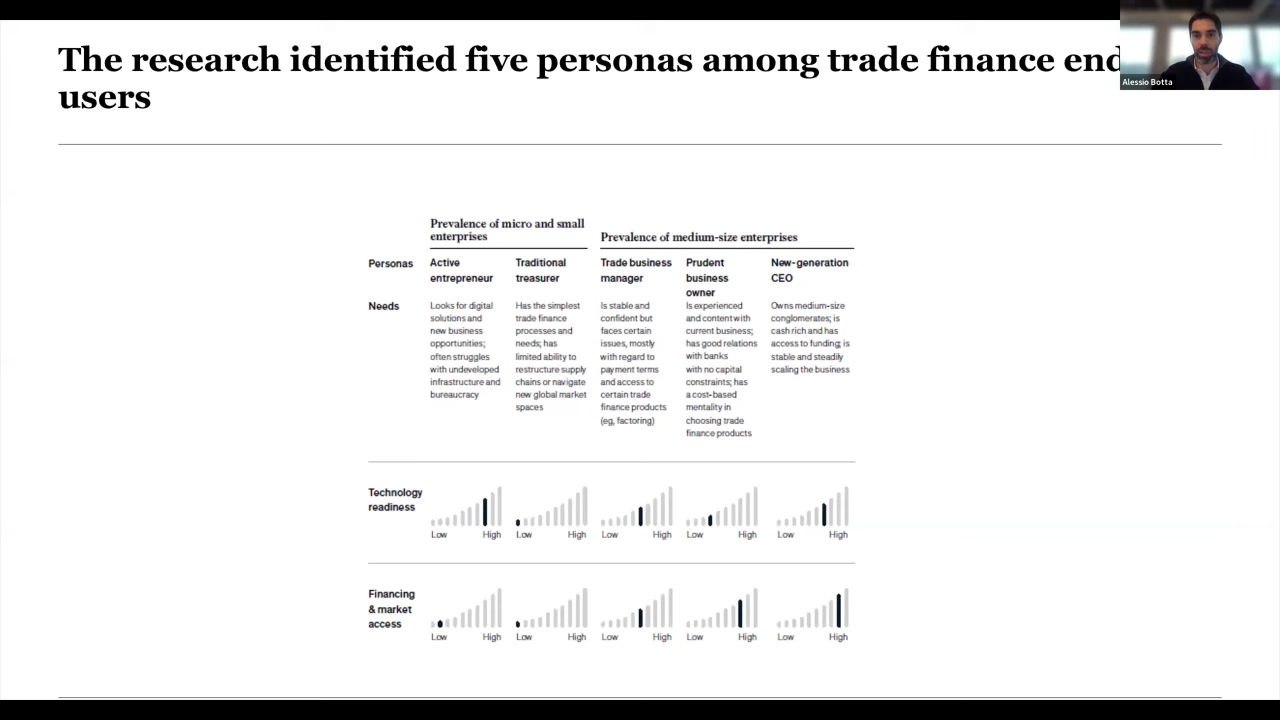 The research identified five personas among trade finance end
users
Alessio Botta
Prevalence of micro and small
enterprises
Prevalence of medium-size enterprises
Personas
Active
entrepreneur
Traditional
treasurer
Trade business
manager
Prudent
business
owner
New-generation
CEO
Needs
Looks for digital
solutions and
new business
opportunities;
often struggles
with undeveloped
infrastructure and
bureaucracy
Has the simplest
trade finance
processes and
needs; has
limited ability to
restructure supply
chains or navigate
new global market
spaces
Is stable and
confident but
faces certain
issues, mostly
with regard to
payment terms
and access to
certain trade
finance products
(eg, factoring)
Is experienced
and content with
current business;
has good relations
with banks
with no capital
constraints; has
a cost-based
mentality in
choosing trade
finance products
Owns medium-size
conglomerates; is
cash rich and has
access to funding; is
stable and steadily
scaling the business
Technology
readiness
Low High
Low High
Low High
Low High
Low High
Financing
& market
access
Low High
Low High
Low High
Low High
Low High